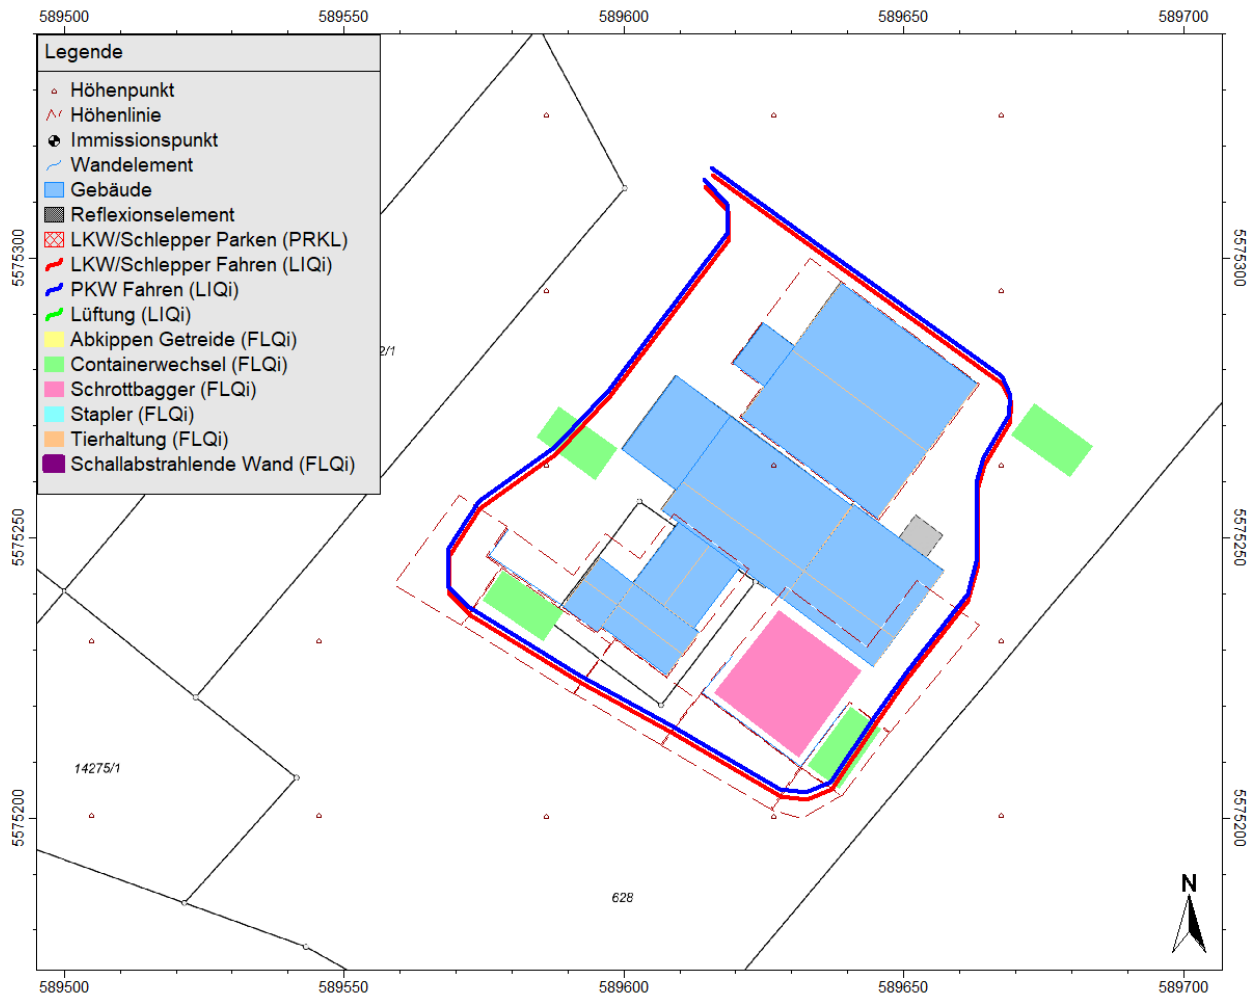 589500 589550 589600 589650 589700
Legende
Höhenpunkt
Höhenlinie
Immissionspunkt
Wandelement
Gebäude
Reflexionselement
LKW/Schlepper Parken (PRKL)
LKW/Schlepper Fahren (LIQi)
PKW Fahren (LIQi)
Lüftung (LIQi)
Abkippen Getreide (FLQi)
Containerwechsel (FLQi)
Schrottbagger (FLQi)
Stapler (FLQi)
Tierhaltung (FLQi)
Schallabstrahlende Wand (FLQi)
5575300
5575300
2/1
5575250
5575250
14275/1
5575200
5575200
628
N
589500 589550 589600 589650 589700